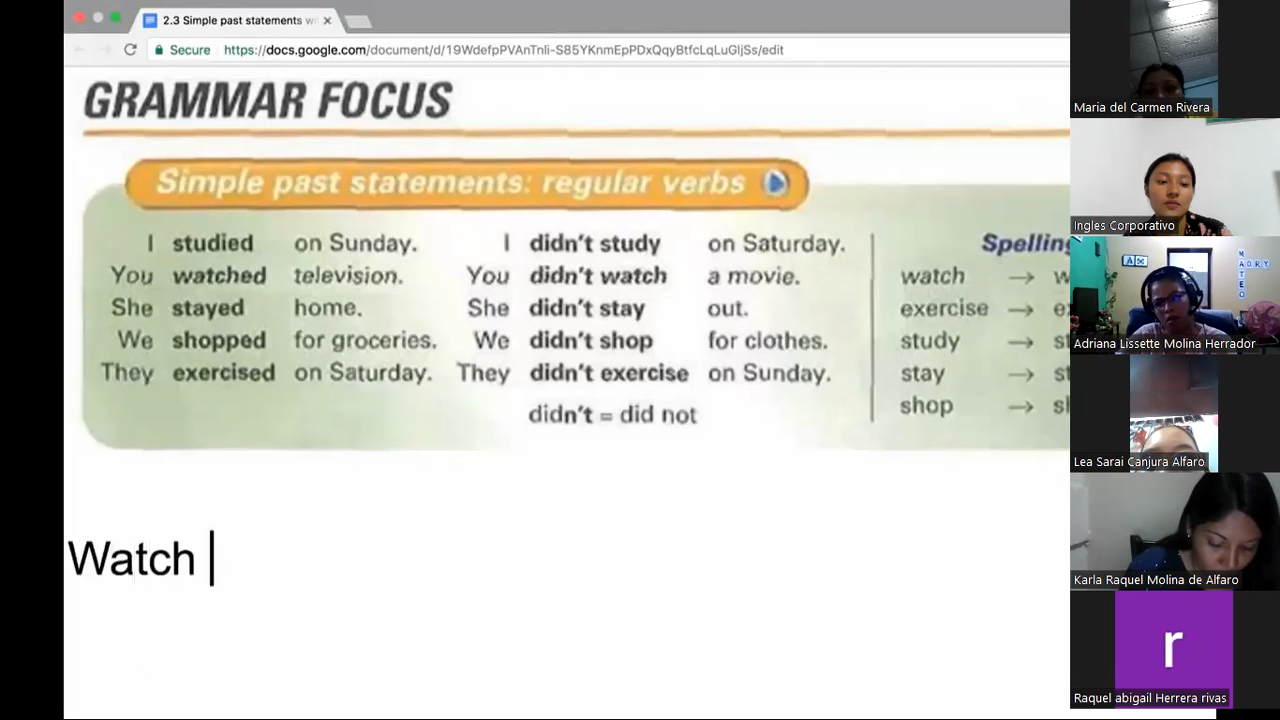 2.3 Simple past statements w
Secure https://docs.google.com/document/d/19WdefpPVAnTnli-S85YKnmEpPDxQqyBtfcLqLuGljSs/edit
GRAMMAR FOCUS
Simple past statements: regular verbs
I studied on Sunday. I didn't study on Saturday. Spelling
You watched television. You didn't watch a movie. watch → w
She stayed home. She didn't stay out. exercise → e
We shopped for groceries. We didn't shop for clothes. study → st
They exercised on Saturday. They didn't exercise on Sunday. stay → st
didn't = did not shop → sh
Watch
Maria del Carmen Rivera
Ingles Corporativo
Adriana Lissette Molina Herrador
Lea Sarai Canjura Alfaro
Karla Raquel Molina de Alfaro
r
Raquel abigail Herrera rivas